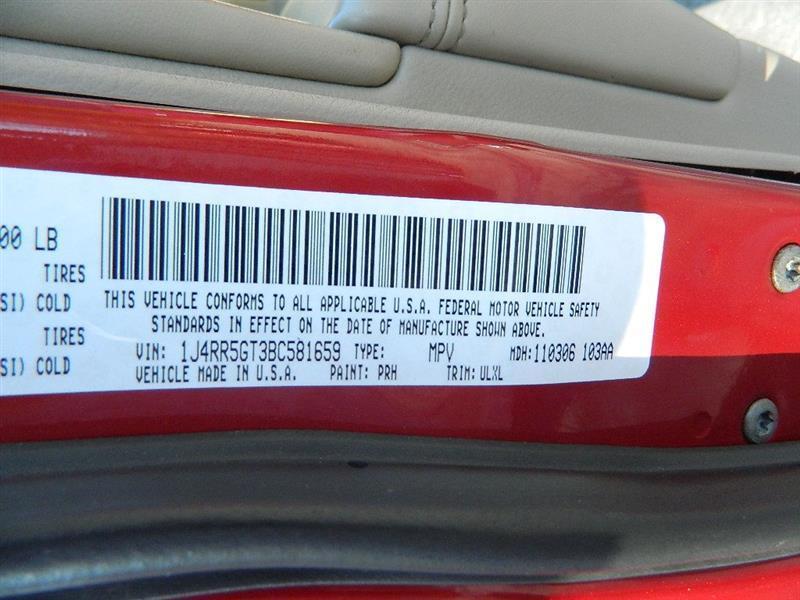 00 LB
TIRES
SI) COLD
TIRES
SI) COLD
THIS VEHICLE CONFORMS TO ALL APPLICABLE U.S.A. FEDERAL MOTOR VEHICLE SAFETY
STANDARDS IN EFFECT ON THE DATE OF MANUFACTURE SHOWN ABOVE.
VIN: 1J4RR5GT3BC581659 TYPE: MPV MDH:110306 103AA
VEHICLE MADE IN U.S.A. PAINT: PRH TRIM: ULXL